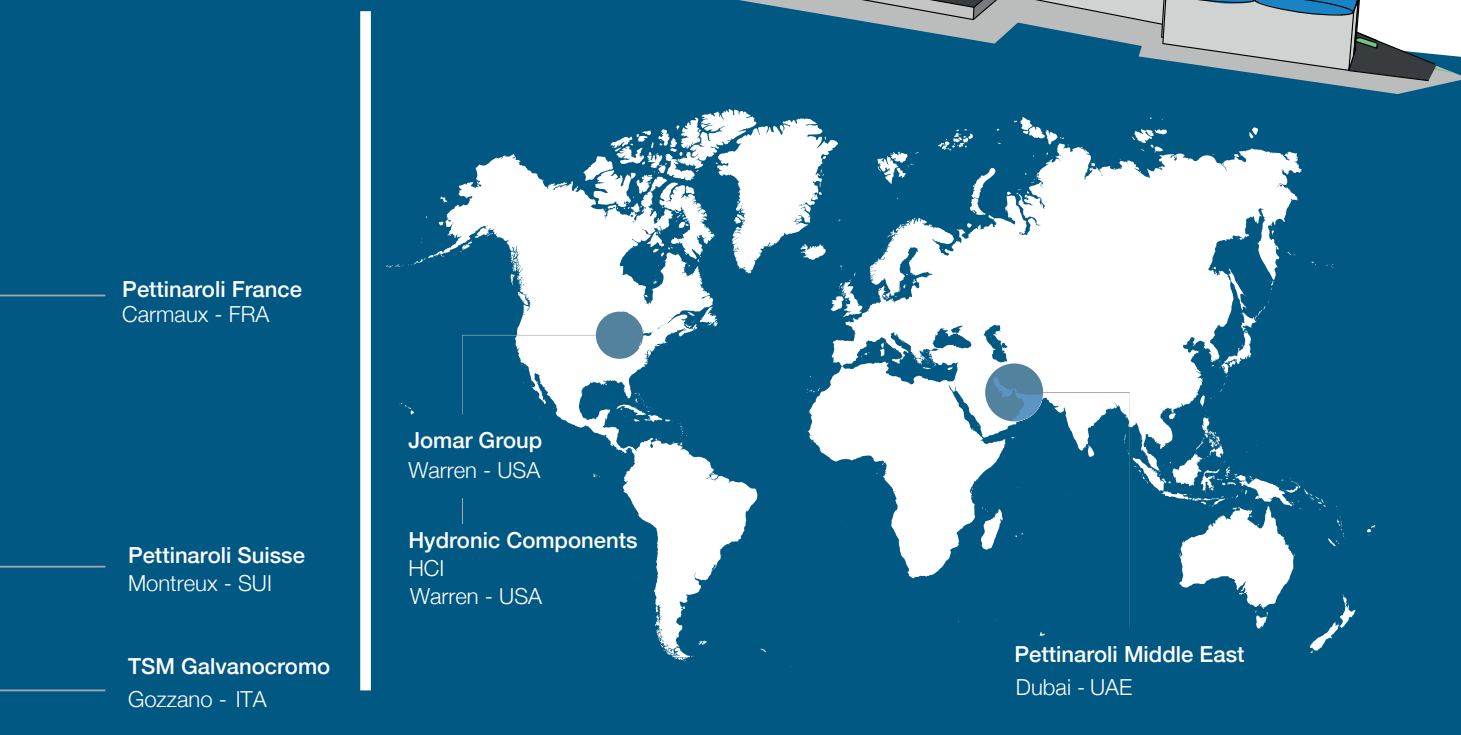 Pettinaroli France
Carmaux - FRA
Pettinaroli Suisse
Montreux - SUI
TSM Galvanocromo
Gozzano - ITA
Jomar Group
Warren - USA
Hydronic Components
HCI
Warren - USA
Pettinaroli Middle East
Dubai - UAE